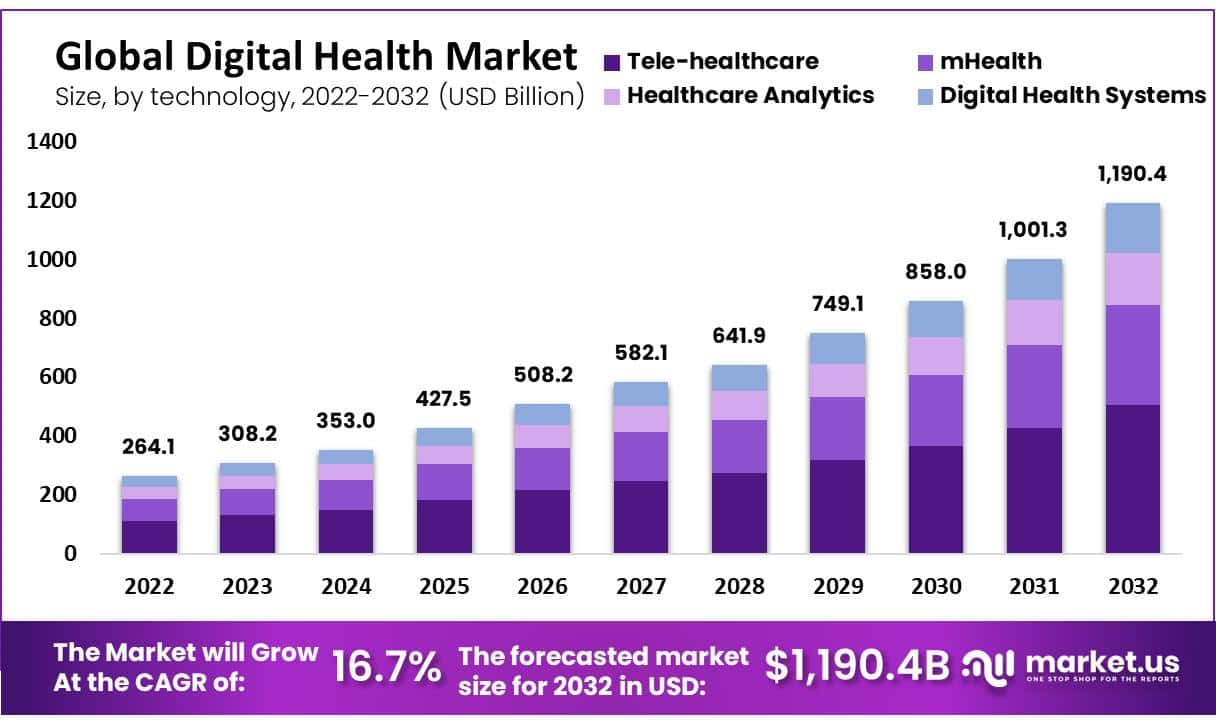 Global Digital Health Market
Size, by technology, 2022-2032 (USD Billion)
Tele-healthcare
mHealth
Healthcare Analytics
Digital Health Systems
1400
1200
1000
800
600
400
200
0
264.1
308.2
353.0
427.5
508.2
582.1
641.9
749.1
858.0
1,001.3
1,190.4
2022
2023
2024
2025
2026
2027
2028
2029
2030
2031
2032
The Market will Grow
At the CAGR of:
16.7%
The forecasted market
size for 2032 in USD:
$1,190.4B
market.us
ONE STOP SHOP FOR THE REPORTS